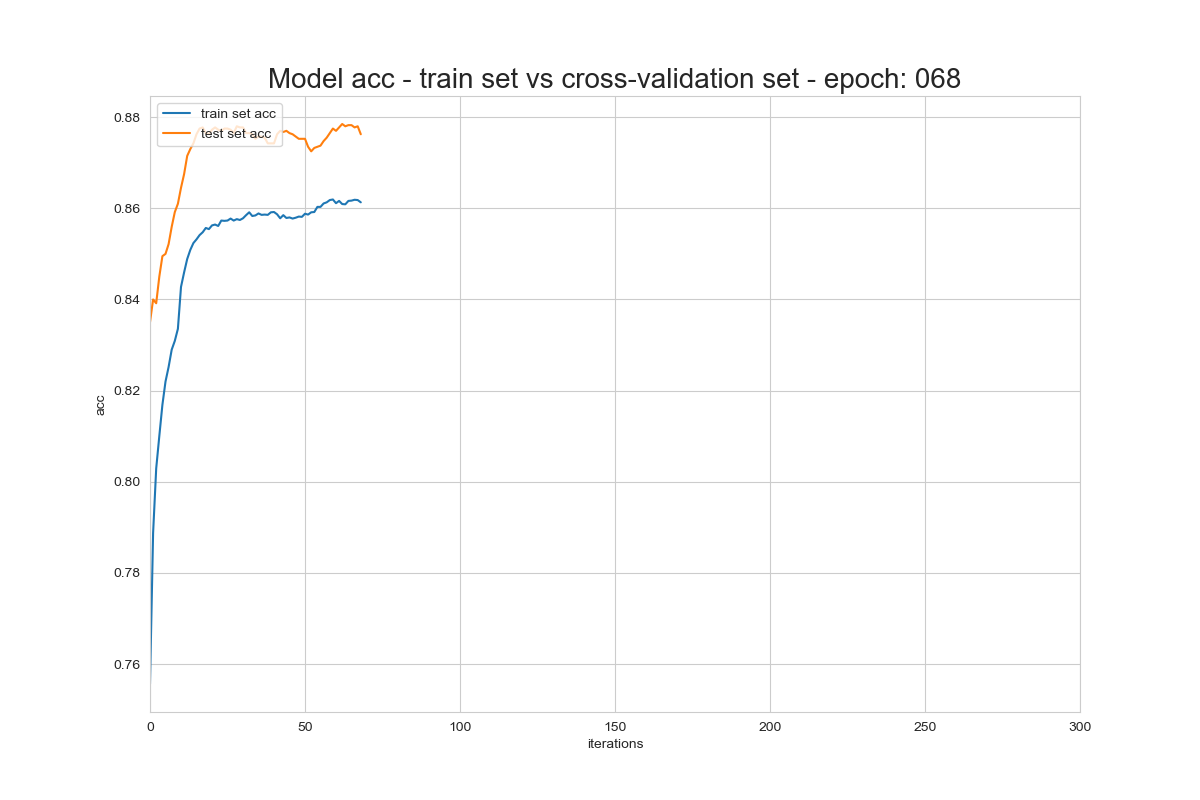 Model acc - train set vs cross-validation set - epoch: 068
train set acc
test set acc
0.88
0.86
0.84
0.82
0.80
0.78
0.76
acc
0
50
100
150
200
250
300
iterations